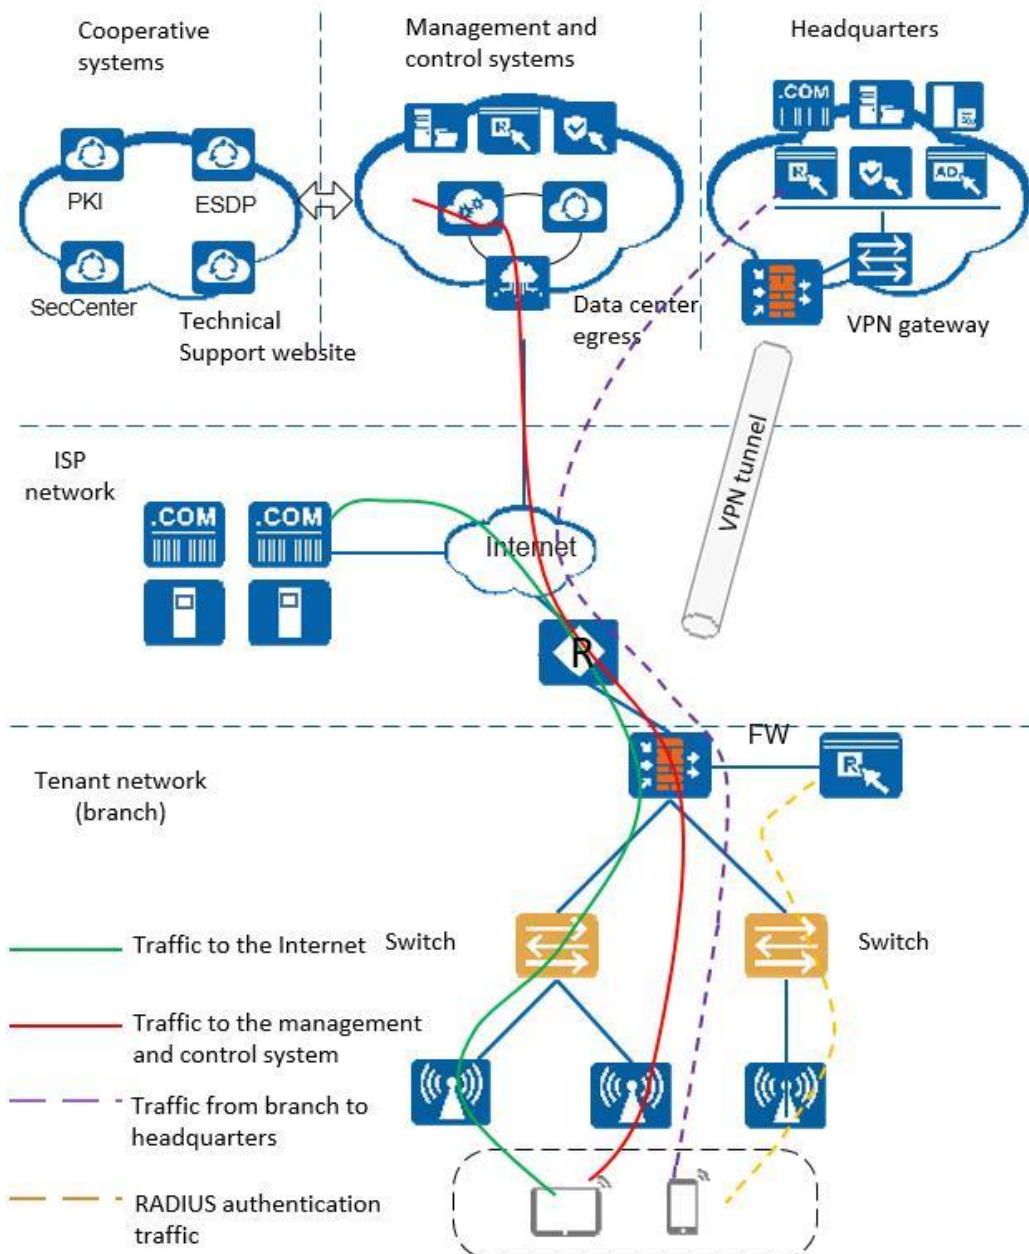 Cooperative
systems
Management and
control systems
Headquarters
.COM
R
R
AD
PKI
ESDP
SecCenter
Technical
Support website
Data center
egress
VPN gateway
VPN tunnel
ISP
network
.COM
.COM
Internet
R
FW
R
Tenant network
(branch)
Traffic to the Internet
Switch
Switch
Traffic to the management
and control system
Traffic from branch to
headquarters
RADIUS authentication
traffic